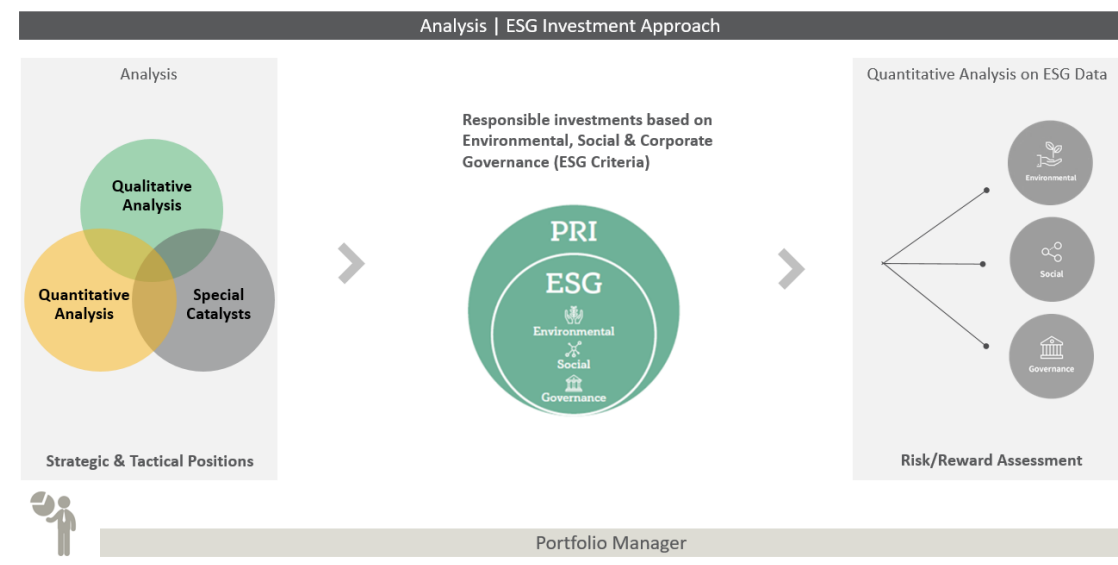 Analysis | ESG Investment Approach
Analysis
Qualitative
Analysis
Quantitative
Analysis
Special
Catalysts
Strategic & Tactical Positions
Responsible investments based on
Environmental, Social & Corporate
Governance (ESG Criteria)
PRI
ESG
Environmental
Social
Governance
Quantitative Analysis on ESG Data
Environmental
Social
Governance
Risk/Reward Assessment
Portfolio Manager